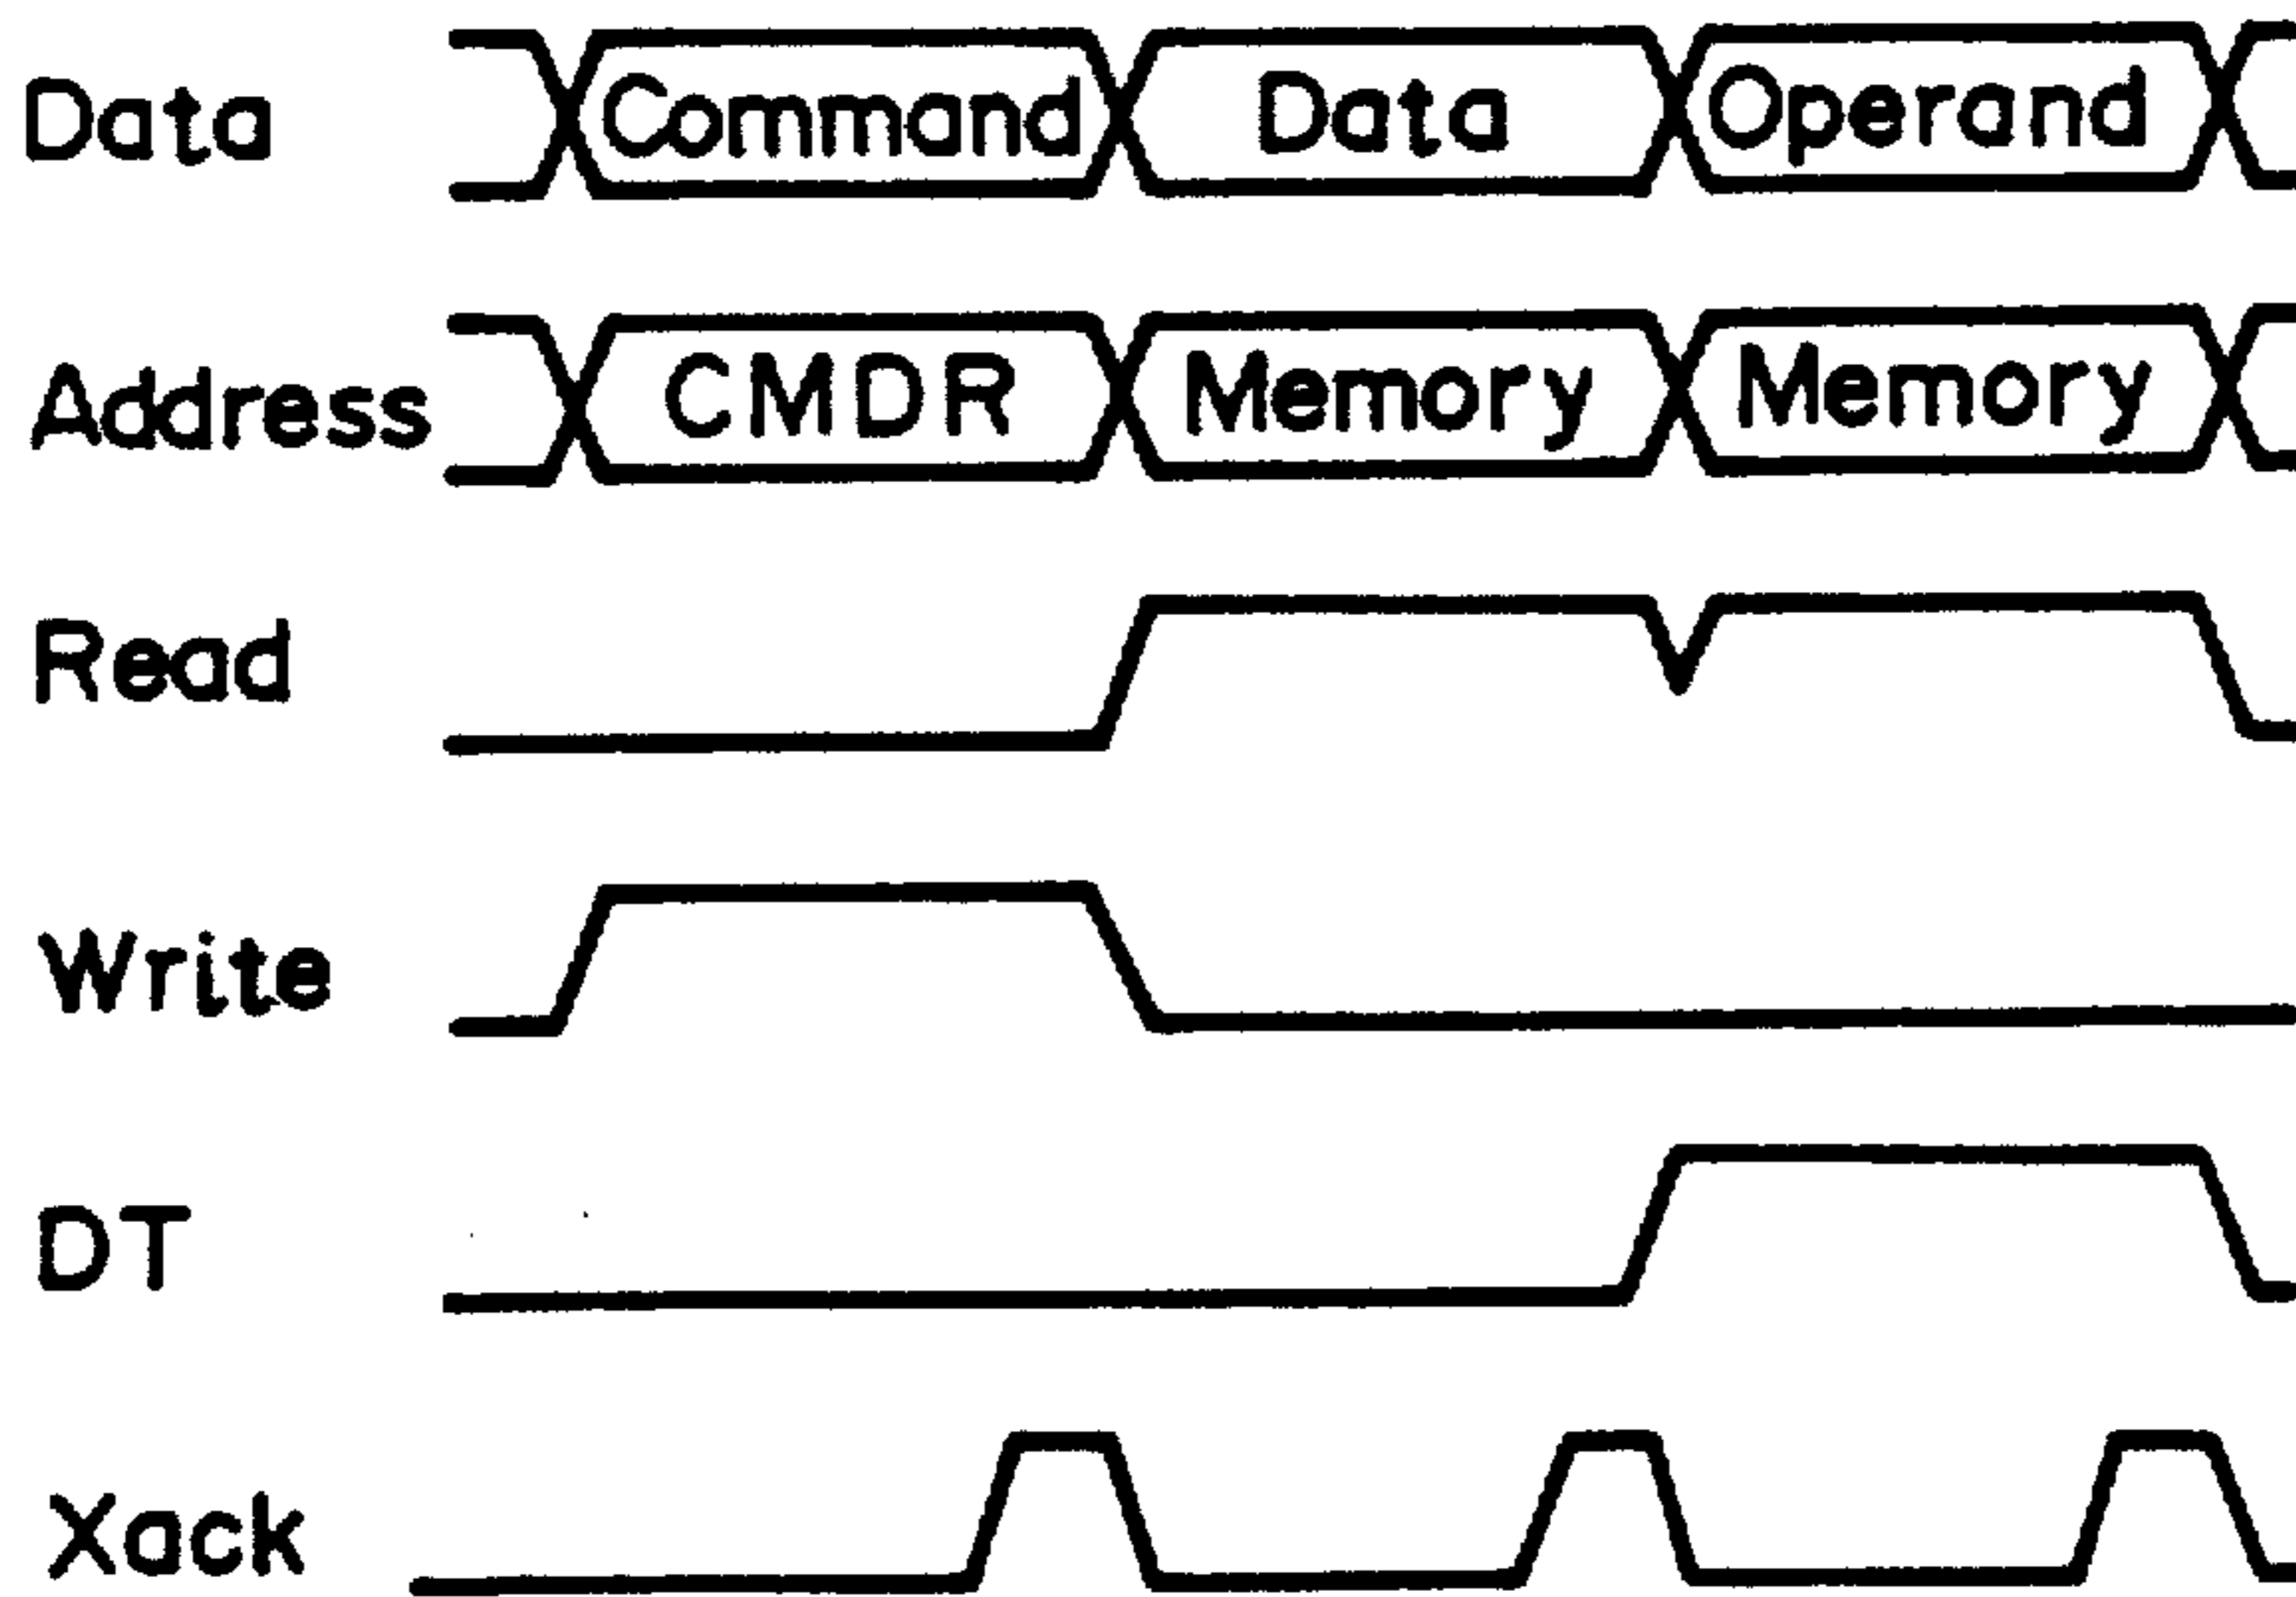 Data Command Data Operand
Address CMDR Memory Memory
Read
Write
DT
Xack